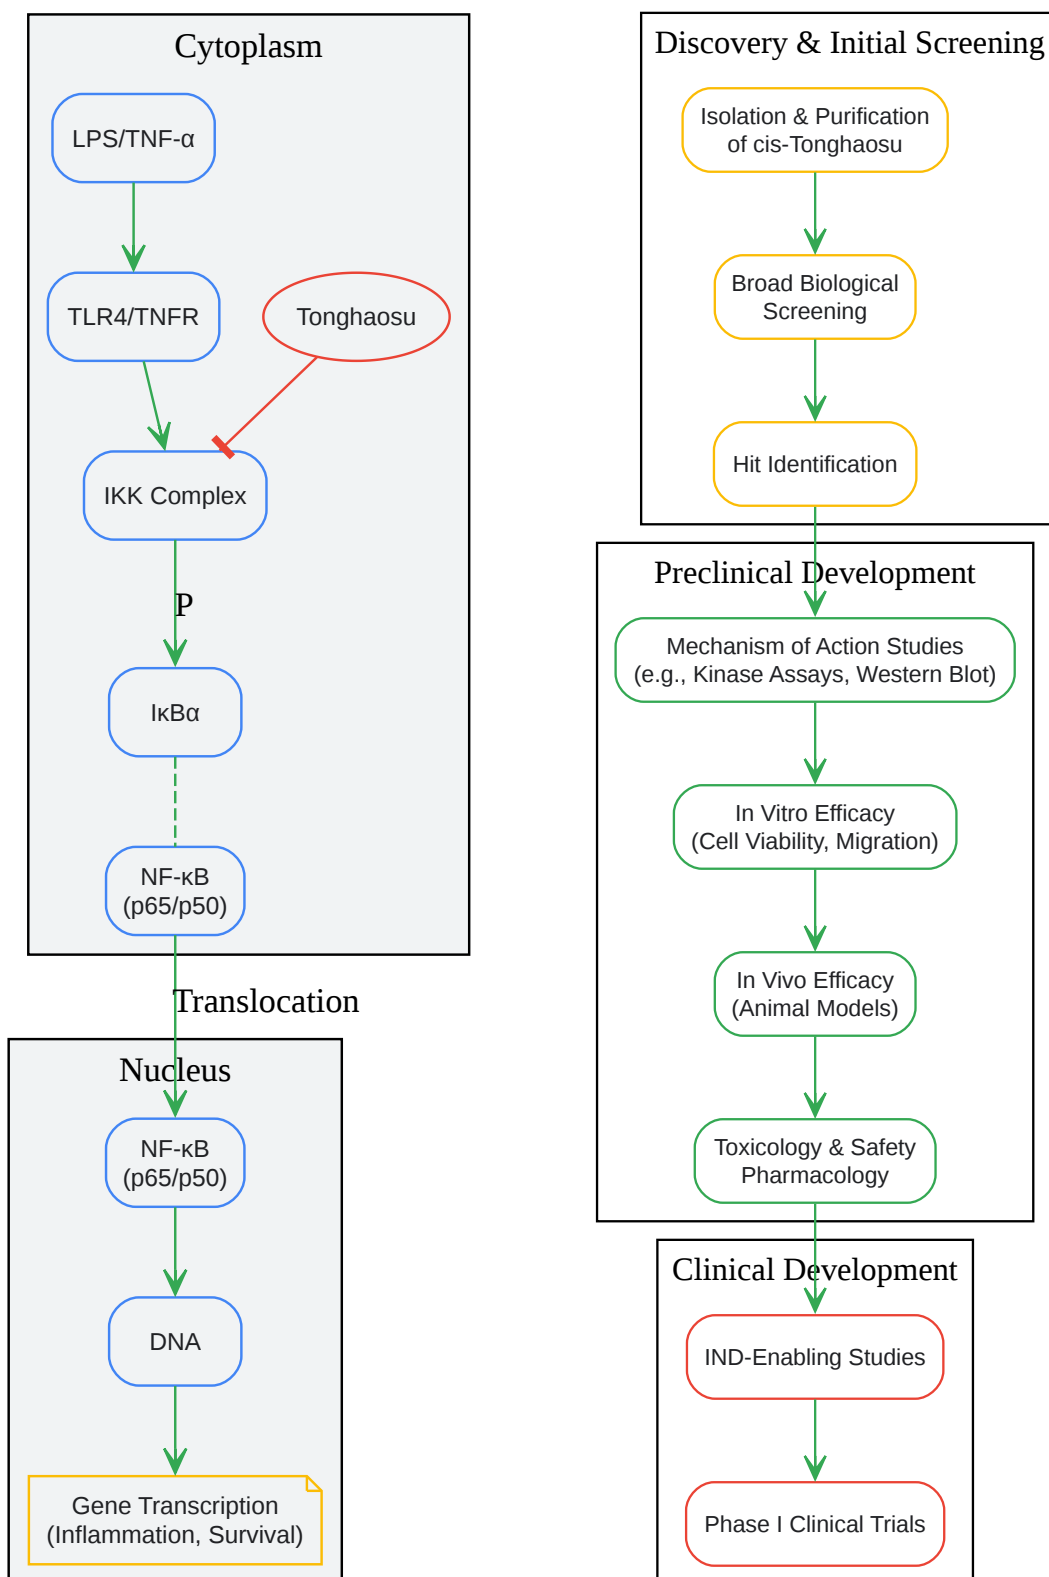 Cytoplasm
LPS/TNF-α
TLR4/TNFR
Tonghaosu
IKK Complex
P
IκBα
NF-κB
(p65/p50)
Translocation
Nucleus
NF-κB
(p65/p50)
DNA
Gene Transcription
(Inflammation, Survival)
Discovery & Initial Screening
Isolation & Purification
of cis-Tonghaosu
Broad Biological
Screening
Hit Identification
Preclinical Development
Mechanism of Action Studies
(e.g., Kinase Assays, Western Blot)
In Vitro Efficacy
(Cell Viability, Migration)
In Vivo Efficacy
(Animal Models)
Toxicology & Safety
Pharmacology
Clinical Development
IND-Enabling Studies
Phase I Clinical Trials